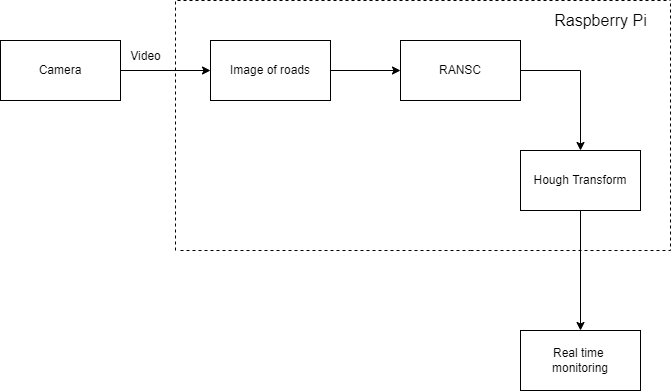 Raspberry Pi
Camera
Video
Image of roads
RANSC
Hough Transform
Real time
monitoring